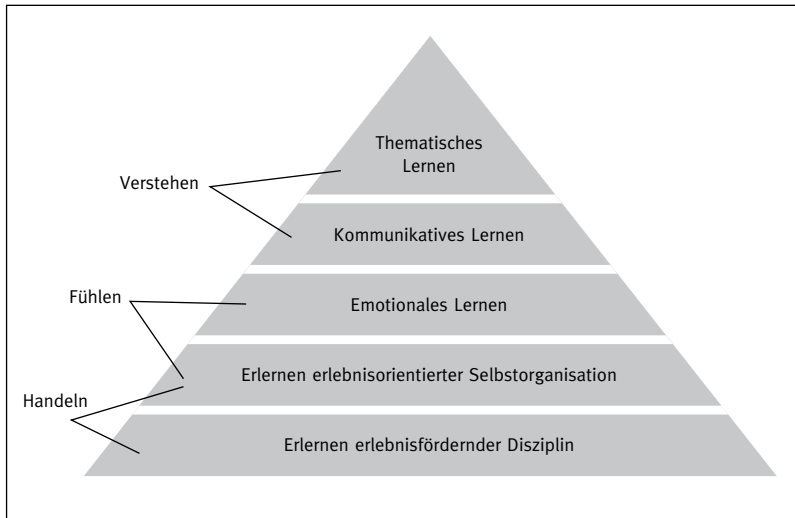 Thematisches
Lernen
Verstehen
Kommunikatives Lernen
Fühlen
Emotionales Lernen
Erlernen erlebnisorientierter Selbstorganisation
Handeln
Erlernen erlebnisfördernder Disziplin